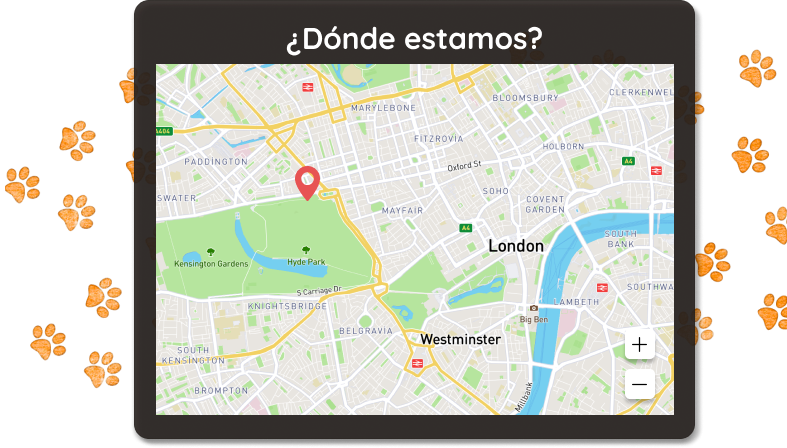 ¿Dónde estamos?
MARYLEBONE
BLOOMSBURY
CLERKENWEL
A404
FITZROVIA
HOLBORN
PADDINGTON
Oxford St
A4
SOHO
SWATER
COVENT
GARDEN
MAYFAIR
A4
SOUTH
BANK
London
Kensington Gardens
Hyde Park
S Carriage Dr
SOUTHWA
KNIGHTSBRIDGE
LAMBETH
Big Ben
BELGRAVIA
Westminster
+
SOUTH
KENSINGTON
−
BROMPTON
Millbank